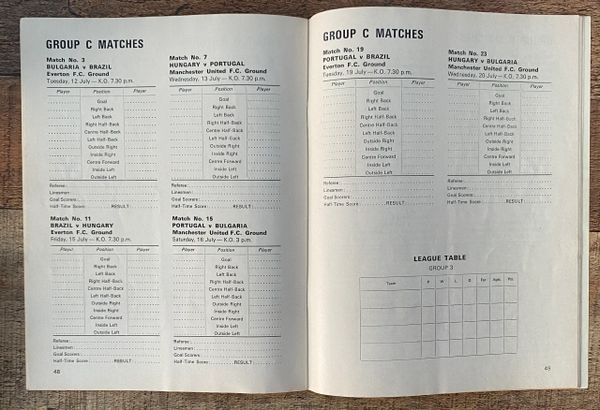 GROUP C MATCHES
Match No. 3
BULGARIA v BRAZIL
Everton F.C. Ground
Tuesday, 12 July — K.O. 7.30 p.m.
Player Position Player
Goal
Right Back
Left Back
Right Half-Back
Centre Half-Back
Left Half-Back
Outside Right
Inside Right
Centre Forward
Inside Left
Outside Left
Referee
Linesmen
Goal Scorers
Half-Time Score RESULT
Match No. 7
HUNGARY v PORTUGAL
Manchester United F.C. Ground
Wednesday, 13 July — K.O. 7.30 p.m.
Player Position Player
Goal
Right Back
Left Back
Right Half-Back
Centre Half-Back
Left Half-Back
Outside Right
Inside Right
Centre Forward
Inside Left
Outside Left
Referee
Linesmen
Goal Scorers
Half-Time Score RESULT
Match No. 11
BRAZIL v HUNGARY
Everton F.C. Ground
Friday, 15 July — K.O. 7.30 p.m.
Player Position Player
Goal
Right Back
Left Back
Right Half-Back
Centre Half-Back
Left Half-Back
Outside Right
Inside Right
Centre Forward
Inside Left
Outside Left
Referee
Linesmen
Goal Scorers
Half-Time Score RESULT
Match No. 15
PORTUGAL v BULGARIA
Manchester United F.C. Ground
Saturday, 16 July — K.O. 3 p.m.
Player Position Player
Goal
Right Back
Left Back
Right Half-Back
Centre Half-Back
Left Half-Back
Outside Right
Inside Right
Centre Forward
Inside Left
Outside Left
Referee
Linesmen
Goal Scorers
Half-Time Score RESULT
48
GROUP C MATCHES
Match No. 19
PORTUGAL v BRAZIL
Everton F.C. Ground
Tuesday, 19 July — K.O. 7.30 p.m.
Player Position Player
Goal
Right Back
Left Back
Right Half-Back
Centre Half-Back
Left Half-Back
Outside Right
Inside Right
Centre Forward
Inside Left
Outside Left
Referee
Linesmen
Goal Scorers
Half-Time Score RESULT
Match No. 23
HUNGARY v BULGARIA
Manchester United F.C. Ground
Wednesday, 20 July — K.O. 7.30 p.m.
Player Position Player
Goal
Right Back
Left Back
Right Half-Back
Centre Half-Back
Left Half-Back
Outside Right
Inside Right
Centre Forward
Inside Left
Outside Left
Referee
Linesmen
Goal Scorers
Half-Time Score RESULT
LEAGUE TABLE
GROUP 3
Team P W L D For Agst. Pts.
49